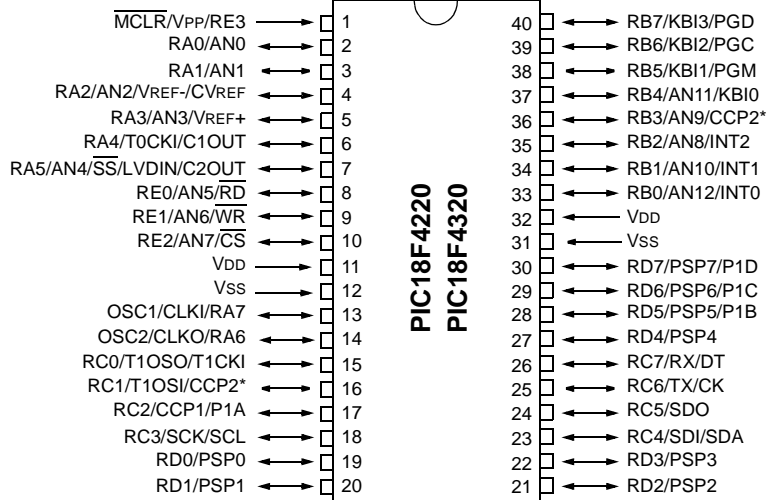 MCLR/VPP/RE3 1 40 RB7/KBI3/PGD
RA0/AN0 2 39 RB6/KBI2/PGC
RA1/AN1 3 38 RB5/KBI1/PGM
RA2/AN2/VREF-/CVREF 4 37 RB4/AN11/KBI0
RA3/AN3/VREF+ 5 36 RB3/AN9/CCP2*
RA4/T0CKI/C1OUT 6 35 RB2/AN8/INT2
RA5/AN4/SS/LVDIN/C2OUT 7 34 RB1/AN10/INT1
RE0/AN5/RD 8 33 RB0/AN12/INT0
RE1/AN6/WR 9 32 VDD
RE2/AN7/CS 10 31 VSS
VDD 11 30 RD7/PSP7/P1D
VSS 12 29 RD6/PSP6/P1C
OSC1/CLKI/RA7 13 28 RD5/PSP5/P1B
OSC2/CLKO/RA6 14 27 RD4/PSP4
RC0/T1OSO/T1CKI 15 26 RC7/RX/DT
RC1/T1OSI/CCP2* 16 25 RC6/TX/CK
RC2/CCP1/P1A 17 24 RC5/SDO
RC3/SCK/SCL 18 23 RC4/SDI/SDA
RD0/PSP0 19 22 RD3/PSP3
RD1/PSP1 20 21 RD2/PSP2
PIC18F4220
PIC18F4320